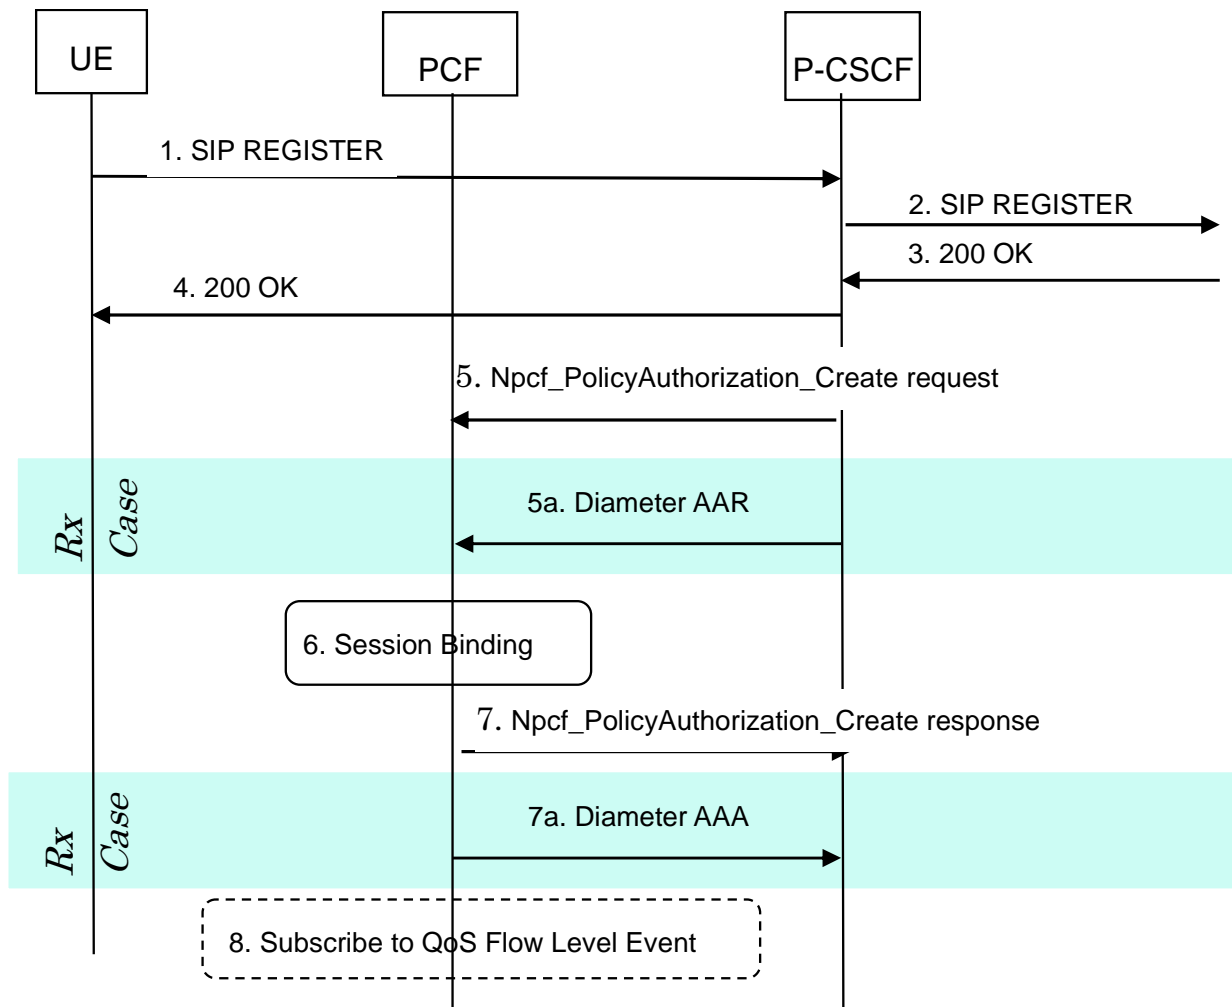 UE
PCF
P-CSCF
1. SIP REGISTER
2. SIP REGISTER
3. 200 OK
4. 200 OK
5. Npcf_PolicyAuthorization_Create request
Rx
Case
5a. Diameter AAR
6. Session Binding
7. Npcf_PolicyAuthorization_Create response
Rx
Case
7a. Diameter AAA
8. Subscribe to QoS Flow Level Event